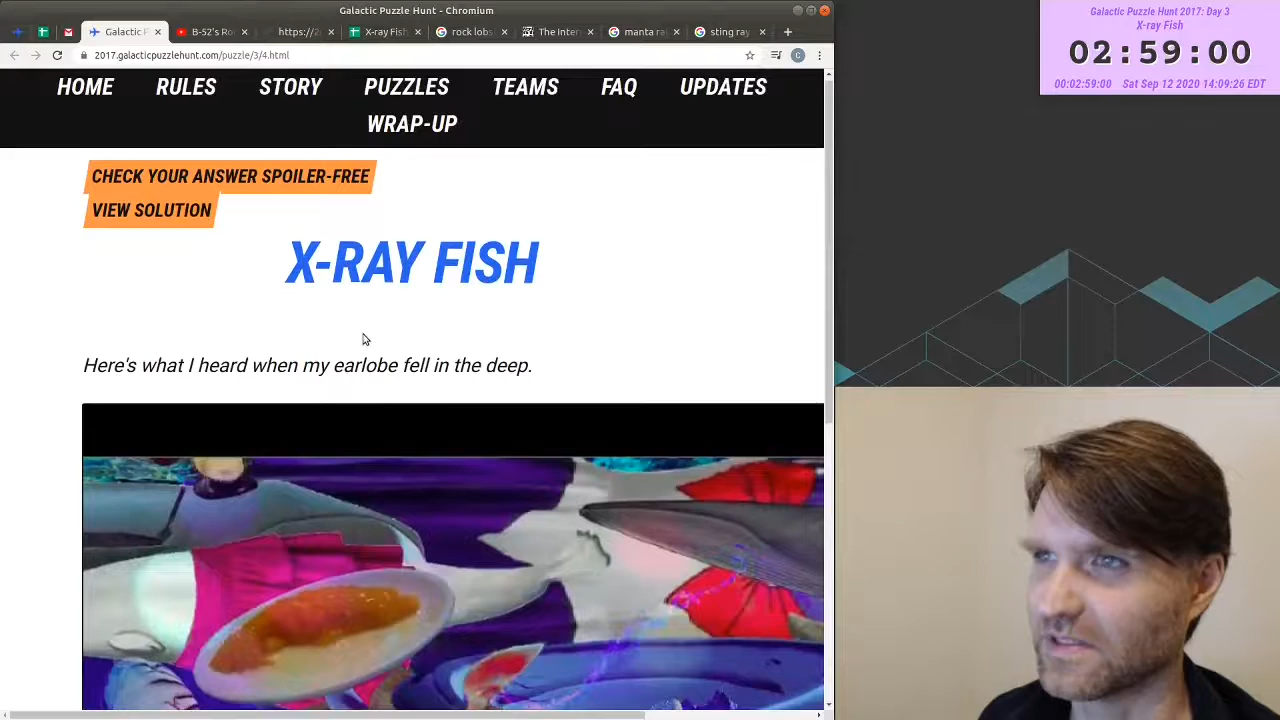 Galactic Puzzle Hunt - Chromium
Galactic P
B-52's Roc
https://2
X-ray Fish
rock lobs
The Inter
manta ra
sting ray
2017.galacticpuzzlehunt.com/puzzle/3/4.html
HOME RULES STORY PUZZLES TEAMS FAQ UPDATES
WRAP-UP
CHECK YOUR ANSWER SPOILER-FREE
VIEW SOLUTION
X-RAY FISH
Here's what I heard when my earlobe fell in the deep.
Galactic Puzzle Hunt 2017: Day 3
X-ray Fish
02:59:00
00:02:59:00 Sat Sep 12 2020 14:09:26 EDT